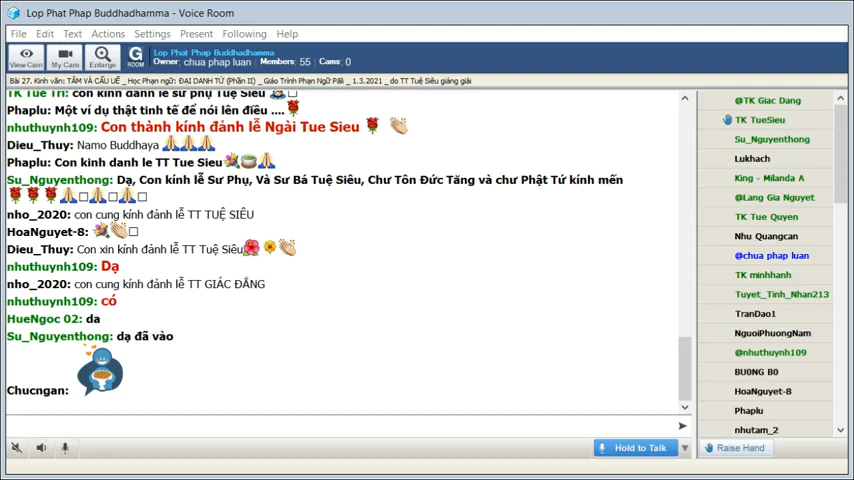 Lop Phat Phap Buddhadhamma - Voice Room
File Edit Text Actions Settings Present Following Help
View Cam My Cam Enlarge G ROOM
Lop Phat Phap Buddhadhamma
Owner: chua phap luan Members: 55 Cams: 0
Bài 27. Kinh văn: TÂM VÀ CẤU UẾ _ Học Phạn ngữ: ĐẠI DANH TỪ (Phần II) _ Giáo Trình Phạn Ngữ Pāli _ 1.3.2021 _ do TT Tuệ Siêu giảng giải
TK Tue Tri: con kính đảnh lễ sư phụ Tuệ Siêu
Phaplu: Một ví dụ thật tinh tế để nói lên điều ....
nhuthuynh109: Con thành kính đảnh lễ Ngài Tue Sieu
Dieu_Thuy: Namo Buddhaya
Phaplu: Con kinh danh le TT Tue Sieu
Su_Nguyenthong: Dạ, Con kính lễ Sư Phụ, Và Sư Bá Tuệ Siêu, Chư Tôn Đức Tăng và chư Phật Tứ kính mến
nho_2020: con cung kính đảnh lễ TT TUỆ SIÊU
HoaNguyet-8:
Dieu_Thuy: Con xin kính đảnh lễ TT Tuệ Siêu
nhuthuynh109: Dạ
nho_2020: con cung kính đảnh lễ TT GIÁC ĐẲNG
nhuthuynh109: có
HueNgoc 02: da
Su_Nguyenthong: dạ đã vào
Chucngan:
@TK Giac Dang
TK TueSieu
Su_Nguyenthong
Lukhach
King - Milanda A
@Lang Gia Nguyet
TK Tue Quyen
Nhu Quangcan
@chua phap luan
TK minhhanh
Tuyet_Tinh_Nhan213
TranDao1
NguoiPhuongNam
@nhuthuynh109
BU0NG B0
HoaNguyet-8
Phaplu
nhutam_2
Hold to Talk
Raise Hand